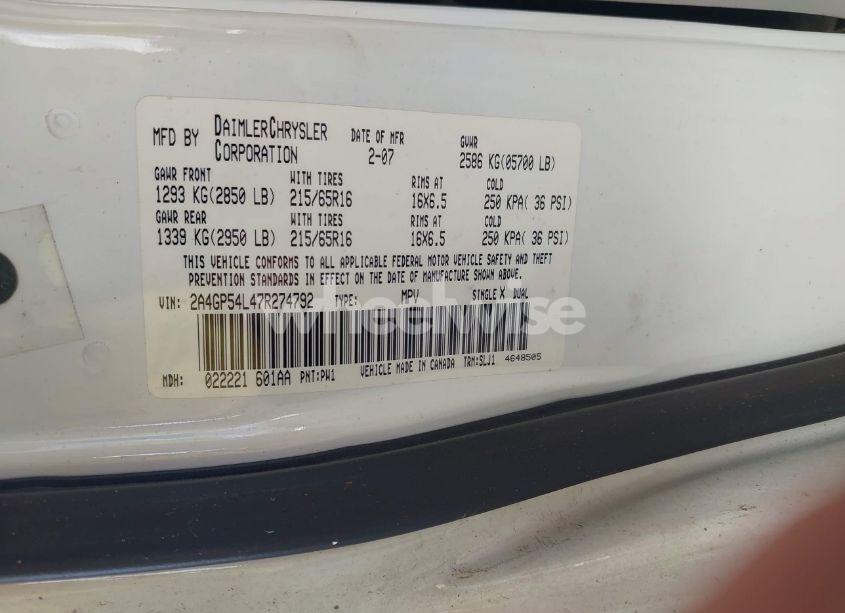 MFD BY DAIMLERCHRYSLER CORPORATION DATE OF MFR 2-07 GVWR 2586 KG(05700 LB)
GAWR FRONT WITH TIRES RIMS AT COLD
1293 KG(2850 LB) 215/65R16 16X6.5 250 KPA( 36 PSI)
GAWR REAR WITH TIRES RIMS AT COLD
1339 KG(2950 LB) 215/65R16 16X6.5 250 KPA( 36 PSI)
THIS VEHICLE CONFORMS TO ALL APPLICABLE FEDERAL MOTOR VEHICLE SAFETY AND THEFT
PREVENTION STANDARDS IN EFFECT ON THE DATE OF MANUFACTURE SHOWN ABOVE.
VIN: 2A4GP54L47R274792 TYPE: MPV SINGLE X DUAL
wheelwise
MDH: 022221 601AA PNT:PW1 VEHICLE MADE IN CANADA TRM:SLJ1 4648505